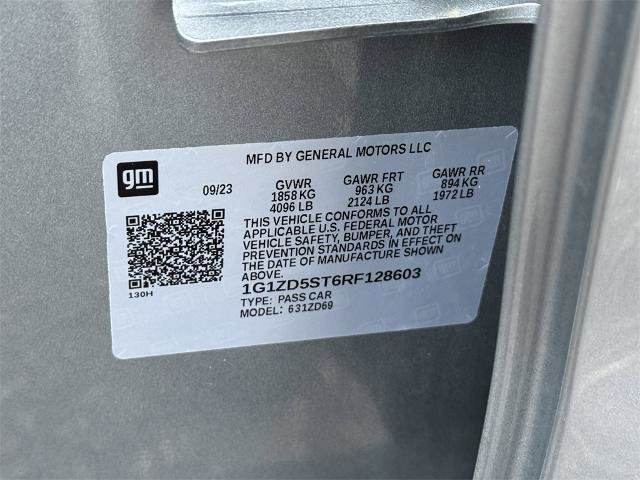 MFD BY GENERAL MOTORS LLC
gm
09/23 GVWR GAWR FRT GAWR RR
1858 KG 963 KG 894 KG
4096 LB 2124 LB 1972 LB
THIS VEHICLE CONFORMS TO ALL
APPLICABLE U.S. FEDERAL MOTOR
VEHICLE SAFETY, BUMPER, AND THEFT
PREVENTION STANDARDS IN EFFECT ON
THE DATE OF MANUFACTURE SHOWN
ABOVE.
130H
1G1ZD5ST6RF128603
TYPE: PASS CAR
MODEL: 631ZD69